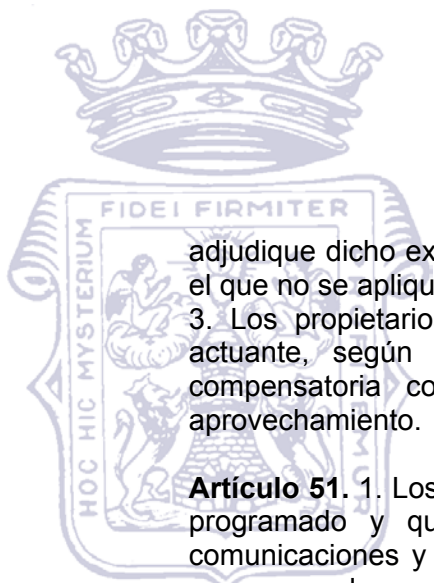 FIDEI FIRMITER
HOC HIC MYSTERIUM
adjudique dicho ex
el que no se apliqu
3. Los propietario
actuante, según
compensatoria co
aprovechamiento.
Artículo 51. 1. Los
programado y qu
comunicaciones y